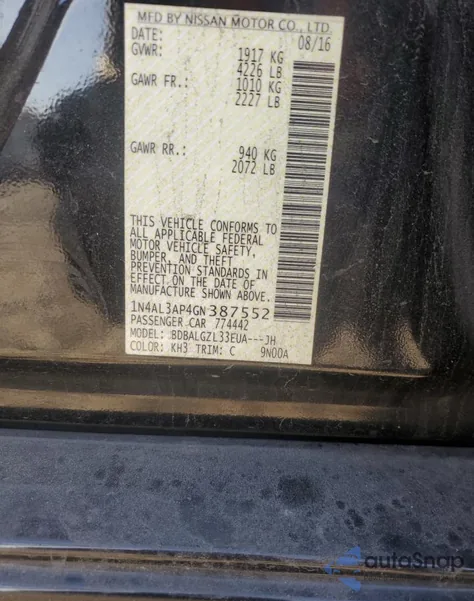 MFD BY NISSAN MOTOR CO., LTD.
DATE: 08/16
GVWR: 1917 KG
4226 LB
GAWR FR.: 1010 KG
2227 LB
GAWR RR.: 940 KG
2072 LB
THIS VEHICLE CONFORMS TO
ALL APPLICABLE FEDERAL
MOTOR VEHICLE SAFETY,
BUMPER, AND THEFT
PREVENTION STANDARDS IN
EFFECT ON THE DATE OF
MANUFACTURE SHOWN ABOVE.
1N4AL3AP4GN387552
PASSENGER CAR 774442
MODEL: BDBALGZL33EUA---JH
COLOR: KH3 TRIM: C 9N00A
autoSnap